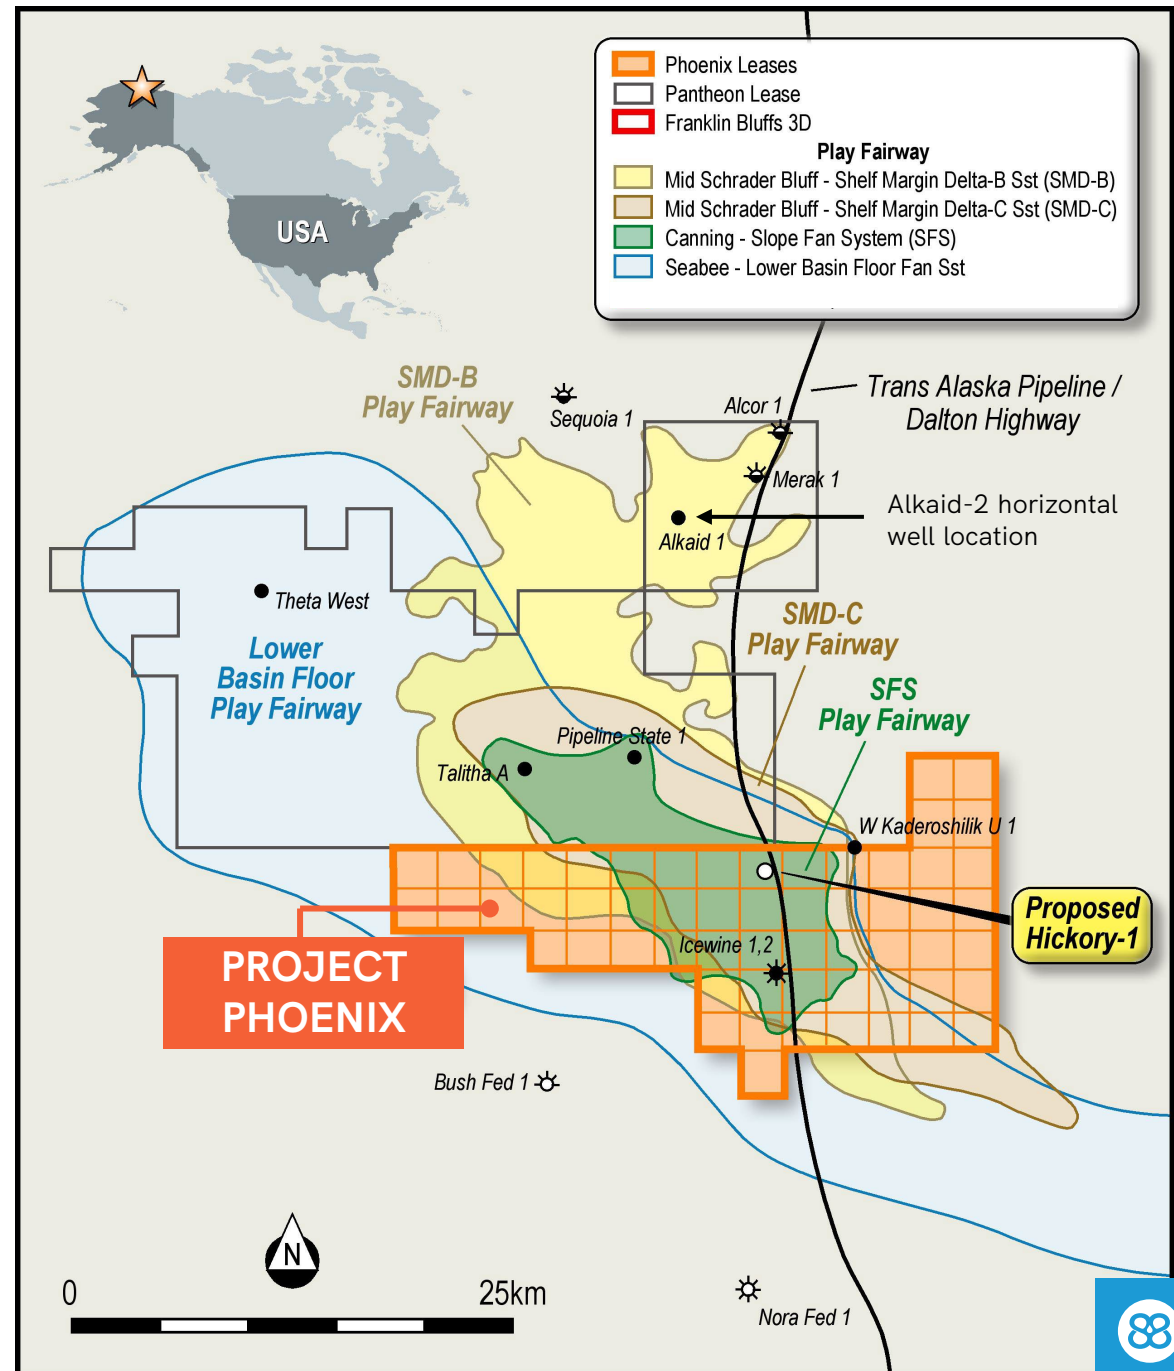 Phoenix Leases
Pantheon Lease
Franklin Bluffs 3D
Play Fairway
Mid Schrader Bluff - Shelf Margin Delta-B Sst (SMD-B)
Mid Schrader Bluff - Shelf Margin Delta-C Sst (SMD-C)
Canning - Slope Fan System (SFS)
Seabee - Lower Basin Floor Fan Sst
USA
SMD-B
Play Fairway
Sequoia 1
Alcor 1
Trans Alaska Pipeline /
Dalton Highway
Merak 1
Alkaid-2 horizontal
well location
Alkaid 1
Theta West
Lower
Basin Floor
Play Fairway
SMD-C
Play Fairway
SFS
Play Fairway
Pipeline State 1
Talitha A
W Kaderoshilik U 1
Proposed
Hickory-1
Icewine 1,2
PROJECT
PHOENIX
Bush Fed 1
N
0
25km
Nora Fed 1
88